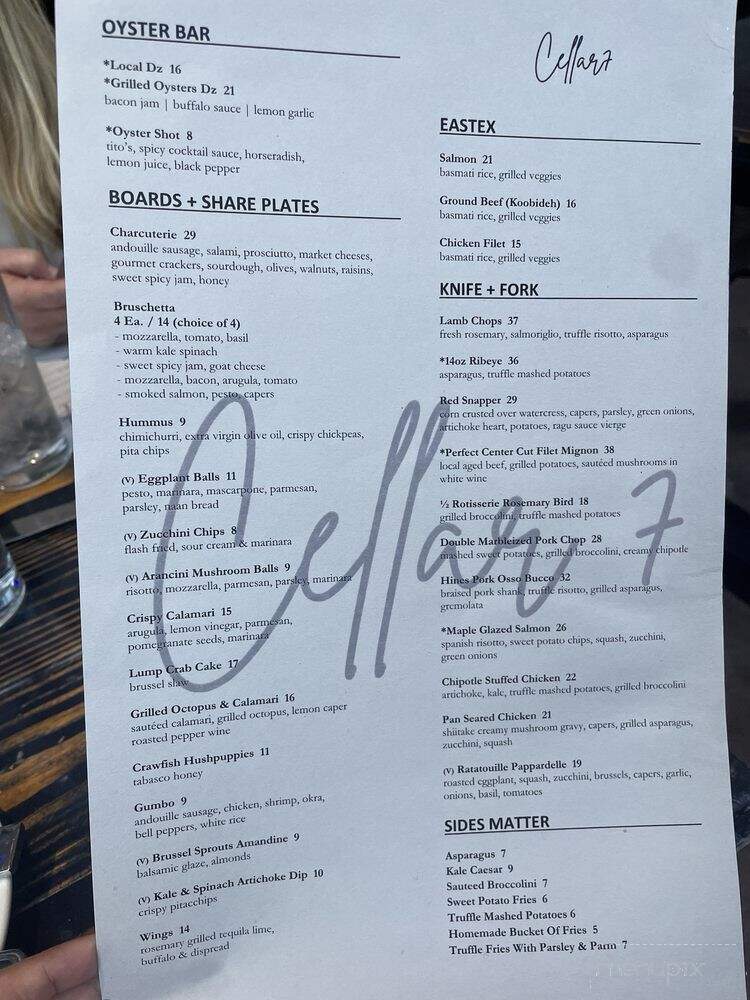 OYSTER BAR
*Local Dz 16
*Grilled Oysters Dz 21
bacon jam | buffalo sauce | lemon garlic
*Oyster Shot 8
tito's, spicy cocktail sauce, horseradish,
lemon juice, black pepper
BOARDS + SHARE PLATES
Charcuterie 29
andouille sausage, salami, prosciutto, market cheeses,
gourmet crackers, sourdough, olives, walnuts, raisins,
sweet spicy jam, honey
Bruschetta
4 Ea. / 14 (choice of 4)
- mozzarella, tomato, basil
- warm kale spinach
- sweet spicy jam, goat cheese
- mozzarella, bacon, arugula, tomato
- smoked salmon, pesto, capers
Hummus 9
chimichurri, extra virgin olive oil, crispy chickpeas,
pita chips
(V) Eggplant Balls 11
pesto, marinara, mascarpone, parmesan,
parsley, naan bread
(V) Zucchini Chips 8
flash fried, sour cream & marinara
(V) Arancini Mushroom Balls 9
risotto, mozzarella, parmesan, parsley, marinara
Crispy Calamari 15
arugula, lemon vinegar, parmesan,
pomegranate seeds, marinara
Lump Crab Cake 17
brussel slaw
Grilled Octopus & Calamari 16
sautéed calamari, grilled octopus, lemon caper
roasted pepper wine
Crawfish Hushpuppies 11
tabasco honey
Gumbo 9
andouille sausage, chicken, shrimp, okra,
bell peppers, white rice
(V) Brussel Sprouts Amandine 9
balsamic glaze, almonds
(V) Kale & Spinach Artichoke Dip 10
crispy pitacchips
Wings 14
rosemary grilled tequila lime,
buffalo & dispread
Cellar 7
EASTEX
Salmon 21
basmati rice, grilled veggies
Ground Beef (Koobideh) 16
basmati rice, grilled veggies
Chicken Filet 15
basmati rice, grilled veggies
KNIFE + FORK
Lamb Chops 37
fresh rosemary, salmoriglio, truffle risotto, asparagus
*14oz Ribeye 36
asparagus, truffle mashed potatoes
Red Snapper 29
corn crusted over watercress, capers, parsley, green onions,
artichoke heart, potatoes, ragu sauce vierge
*Perfect Center Cut Filet Mignon 38
local aged beef, grilled potatoes, sautéed mushrooms in
white wine
½ Rotisserie Rosemary Bird 18
grilled broccolini, truffle mashed potatoes
Double Marbleized Pork Chop 28
mashed sweet potatoes, grilled broccolini, creamy chipotle
Hines Pork Osso Bucco 32
braised pork shank, truffle risotto, grilled asparagus,
gremolata
*Maple Glazed Salmon 26
spanish risotto, sweet potato chips, squash, zucchini,
green onions
Chipotle Stuffed Chicken 22
artichoke, kale, truffle mashed potatoes, grilled broccolini
Pan Seared Chicken 21
shiitake creamy mushroom gravy, capers, grilled asparagus,
zucchini, squash
(V) Ratatouille Pappardelle 19
roasted eggplant, squash, zucchini, brussels, capers, garlic,
onions, basil, tomatoes
SIDES MATTER
Asparagus 7
Kale Caesar 9
Sauteed Broccolini 7
Sweet Potato Fries 6
Truffle Mashed Potatoes 6
Homemade Bucket Of Fries 5
Truffle Fries With Parsley & Parm 7
Cellar 7
menupix